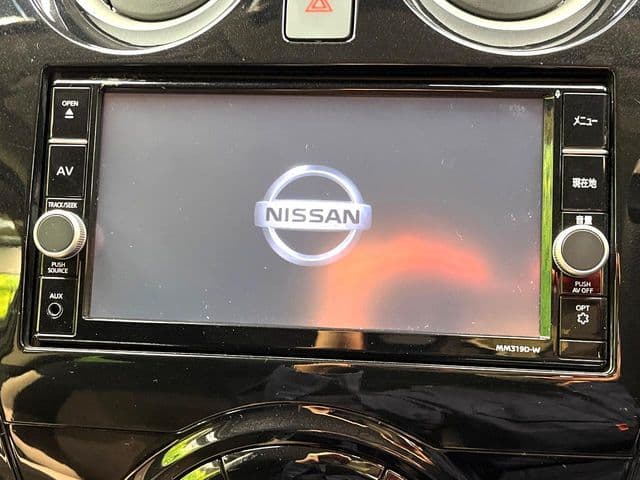 OPEN
AV
TRACK/SEEK
PUSH
SOURCE
AUX
NISSAN
メニュー
現在地
音量
PUSH
AV OFF
OPT
MM319D-W